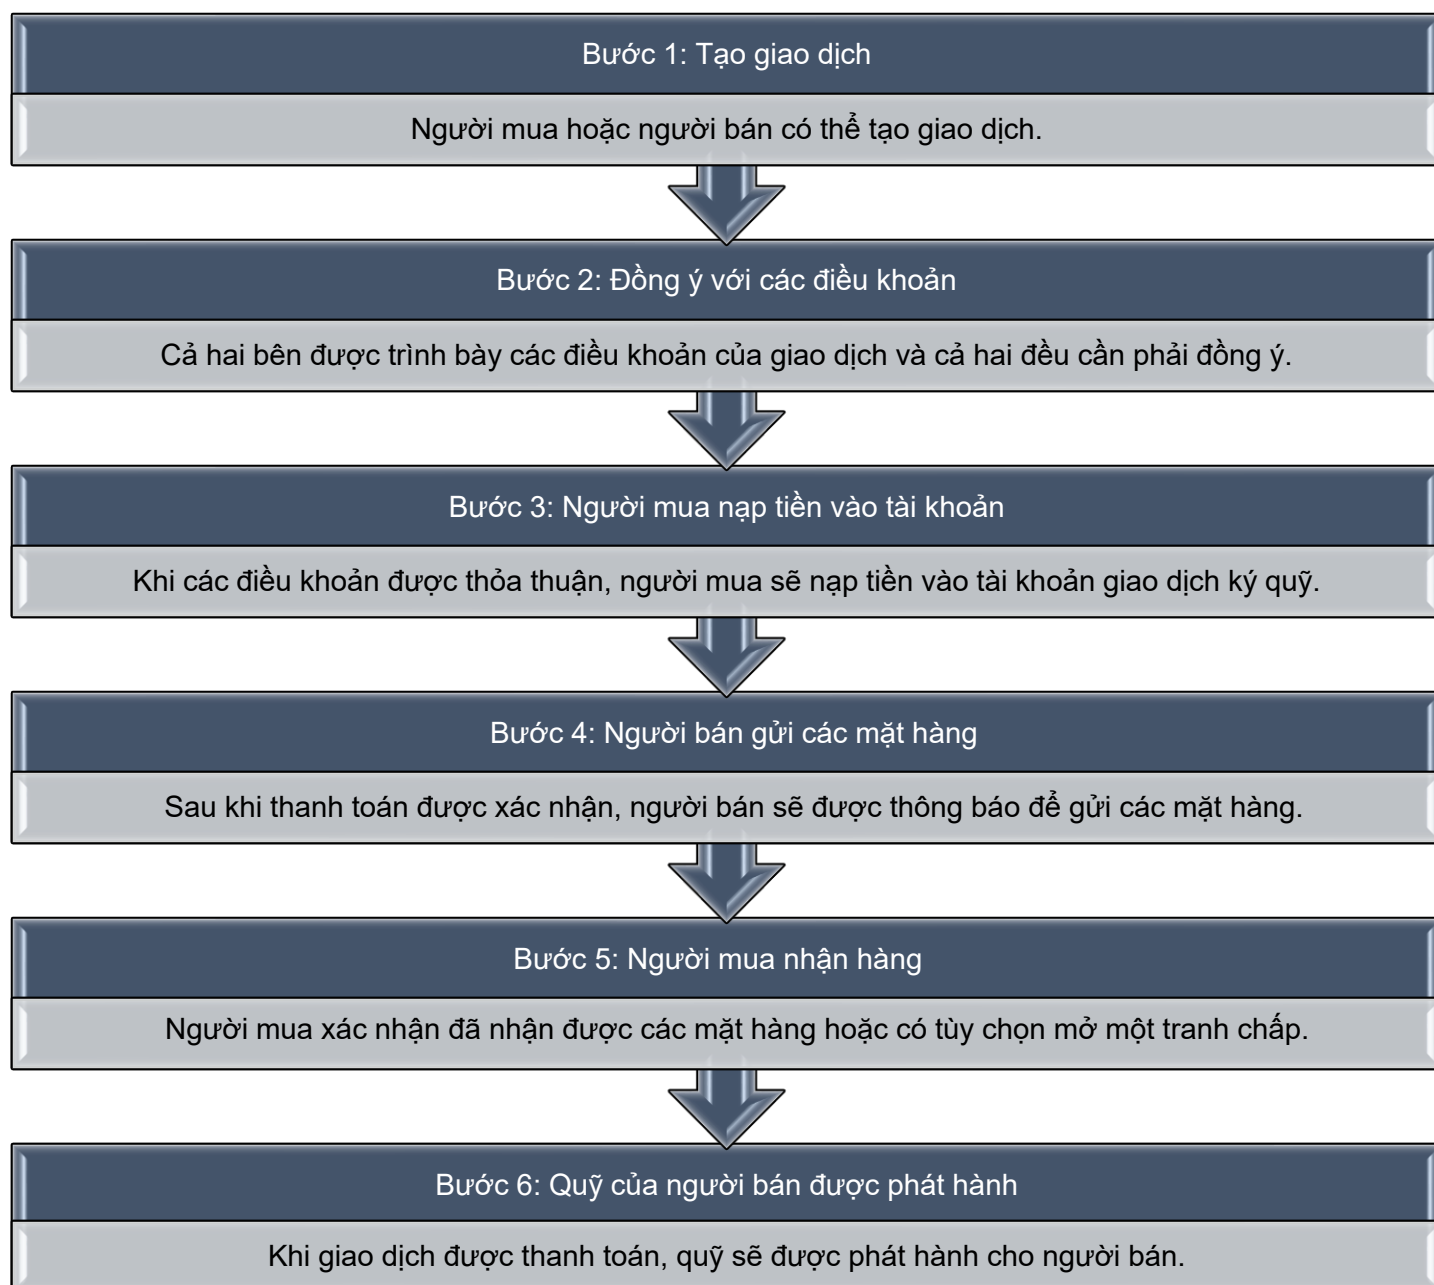 Bước 1: Tạo giao dịch
Người mua hoặc người bán có thể tạo giao dịch.
Bước 2: Đồng ý với các điều khoản
Cả hai bên được trình bày các điều khoản của giao dịch và cả hai đều cần phải đồng ý.
Bước 3: Người mua nạp tiền vào tài khoản
Khi các điều khoản được thỏa thuận, người mua sẽ nạp tiền vào tài khoản giao dịch ký quỹ.
Bước 4: Người bán gửi các mặt hàng
Sau khi thanh toán được xác nhận, người bán sẽ được thông báo để gửi các mặt hàng.
Bước 5: Người mua nhận hàng
Người mua xác nhận đã nhận được các mặt hàng hoặc có tùy chọn mở một tranh chấp.
Bước 6: Quỹ của người bán được phát hành
Khi giao dịch được thanh toán, quỹ sẽ được phát hành cho người bán.